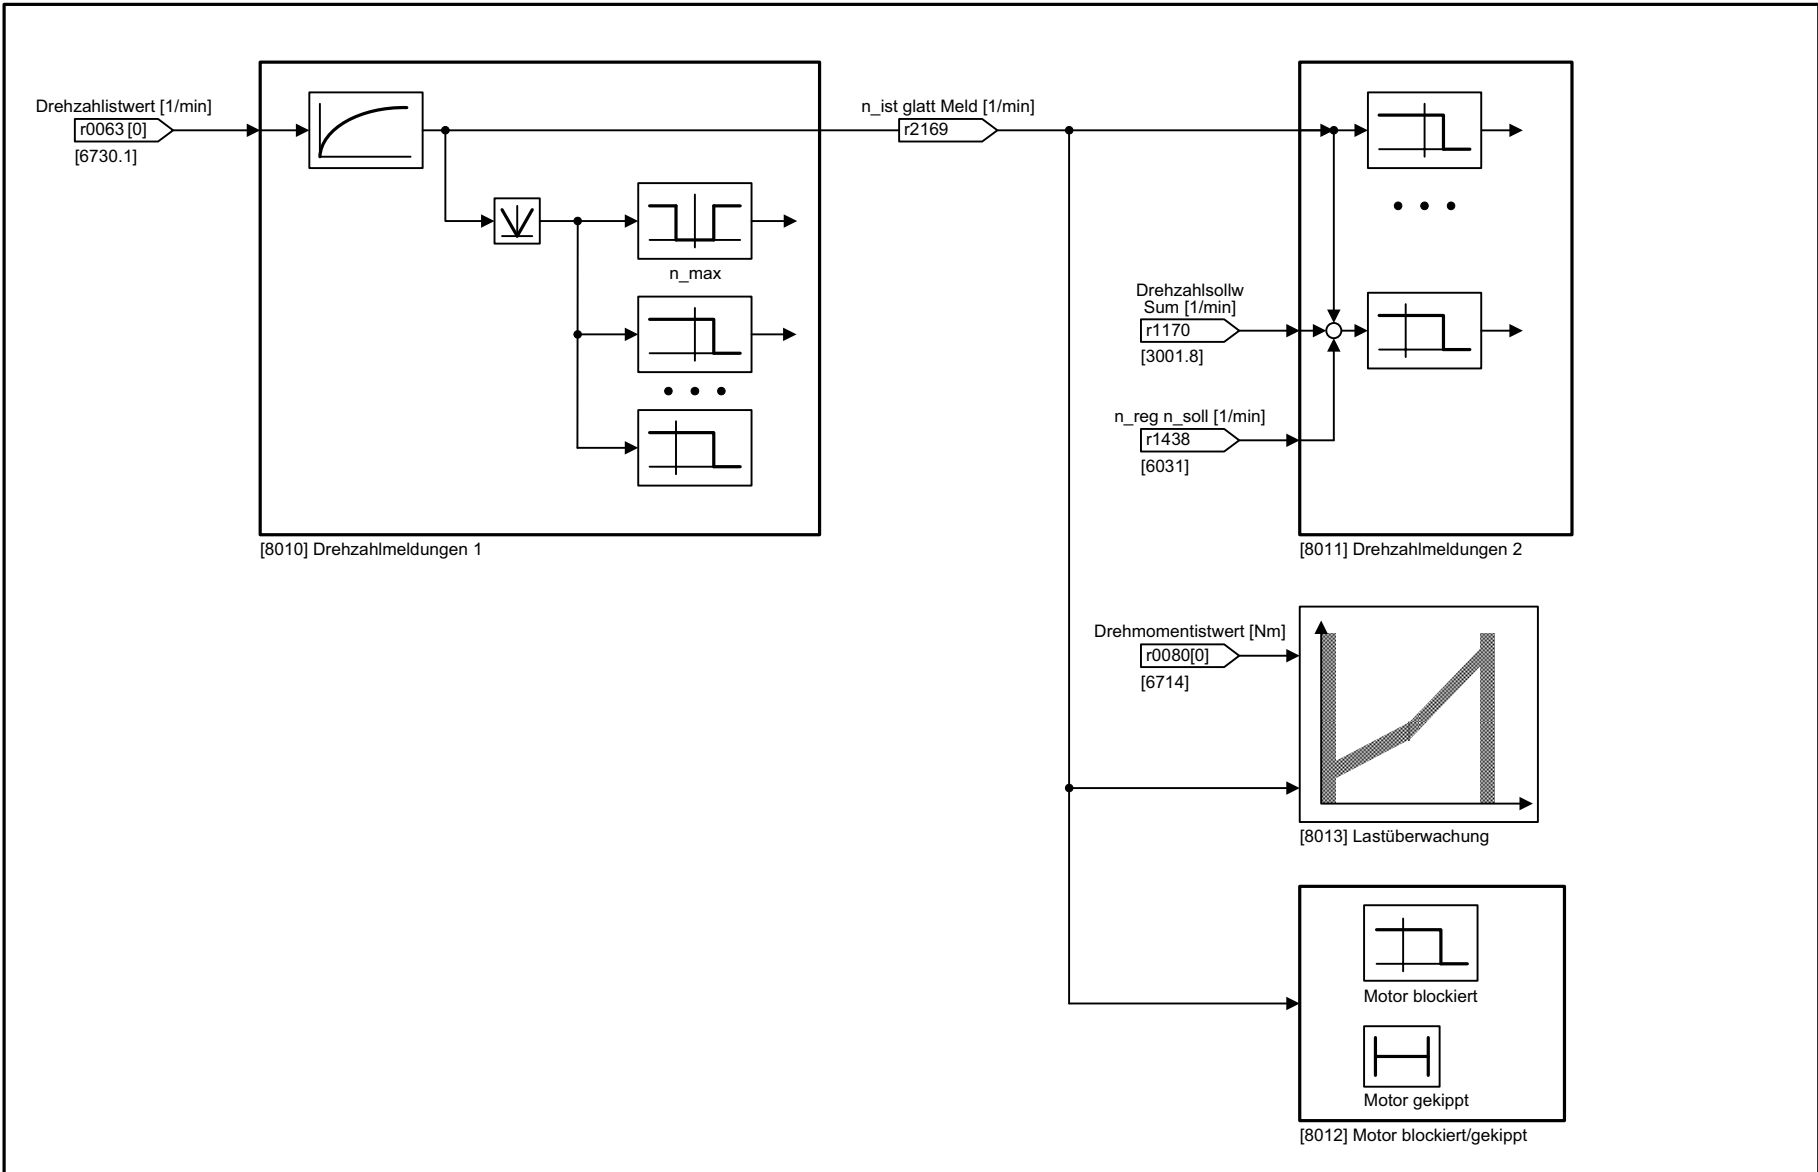 Drehzahlistwert [1/min]
r0063 [0]
[6730.1]
n_max
[8010] Drehzahlmeldungen 1
n_ist glatt Meld [1/min]
r2169
Drehzahlsollw
Sum [1/min]
r1170
[3001.8]
n_reg n_soll [1/min]
r1438
[6031]
[8011] Drehzahlmeldungen 2
Drehmomentistwert [Nm]
r0080[0]
[6714]
[8013] Lastüberwachung
Motor blockiert
Motor gekippt
[8012] Motor blockiert/gekippt